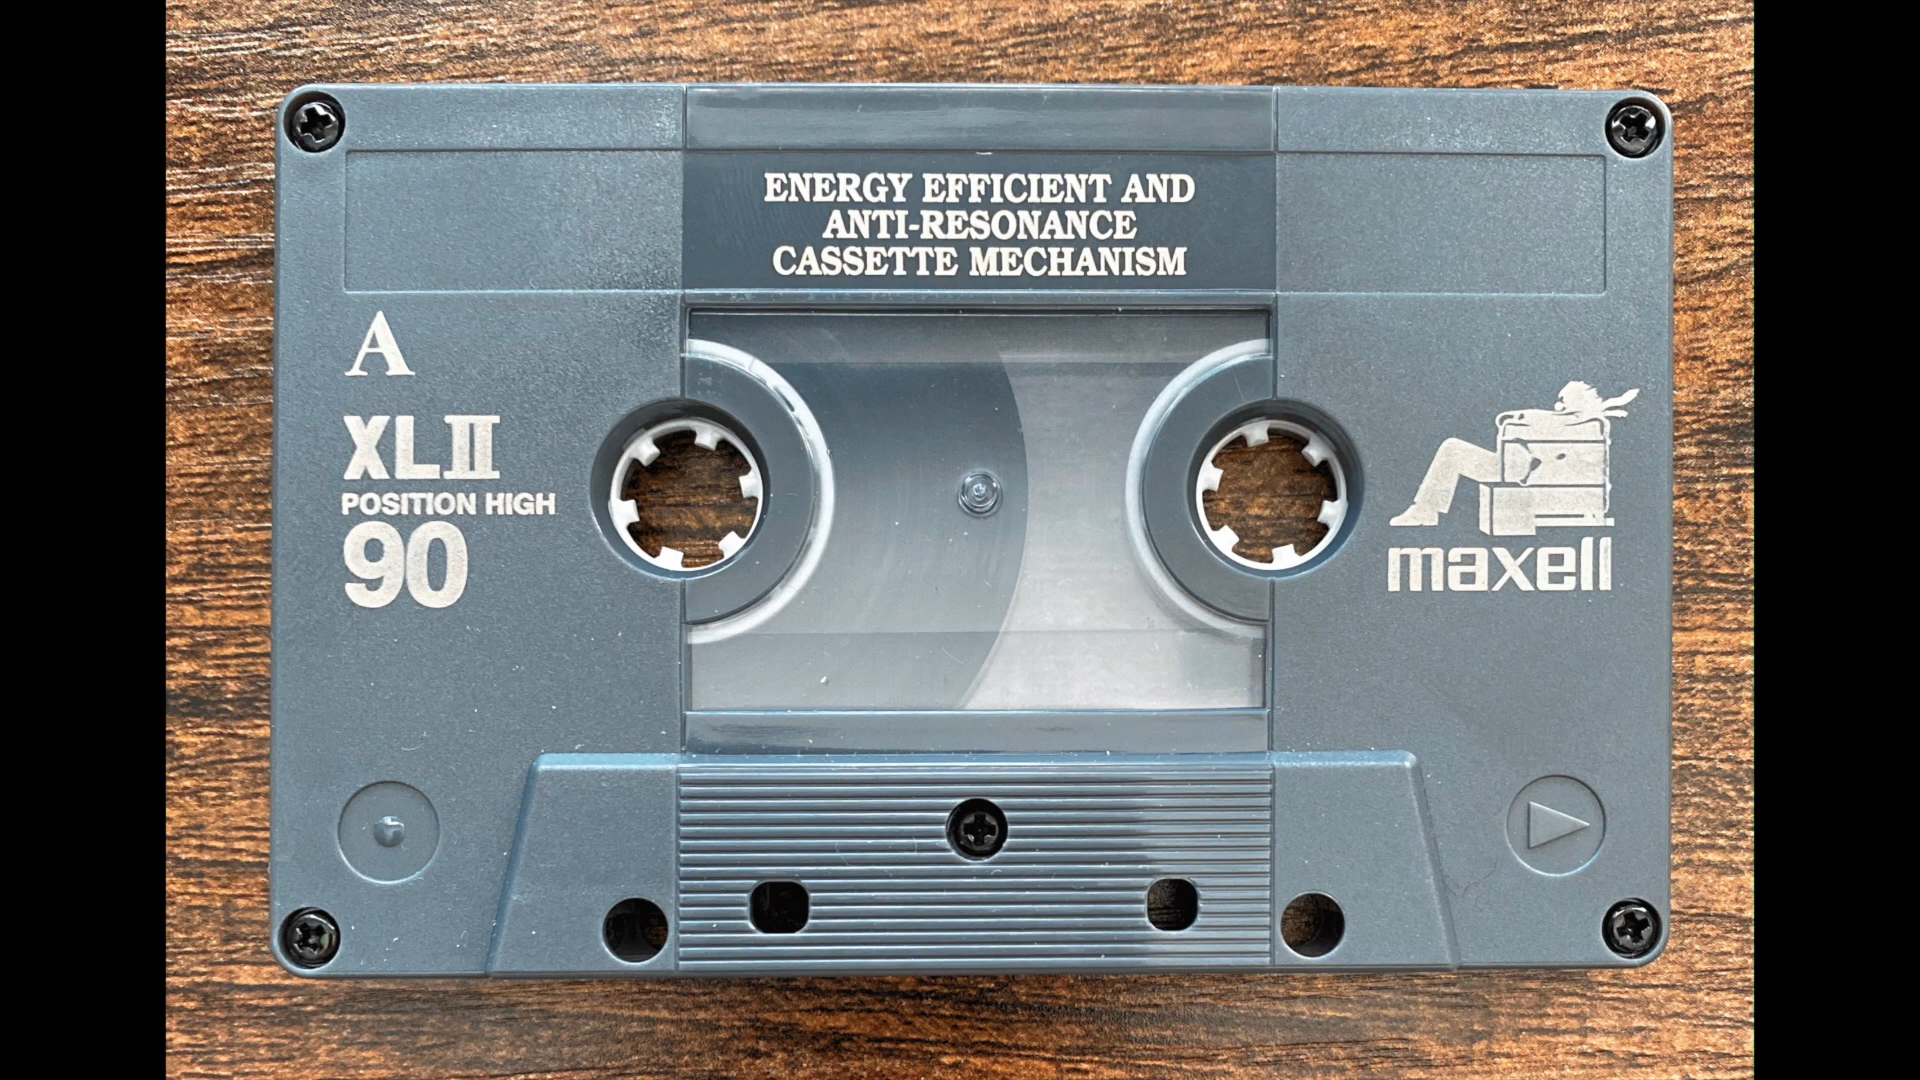 ENERGY EFFICIENT AND
ANTI-RESONANCE
CASSETTE MECHANISM
A
XLII
POSITION HIGH
90
maxell